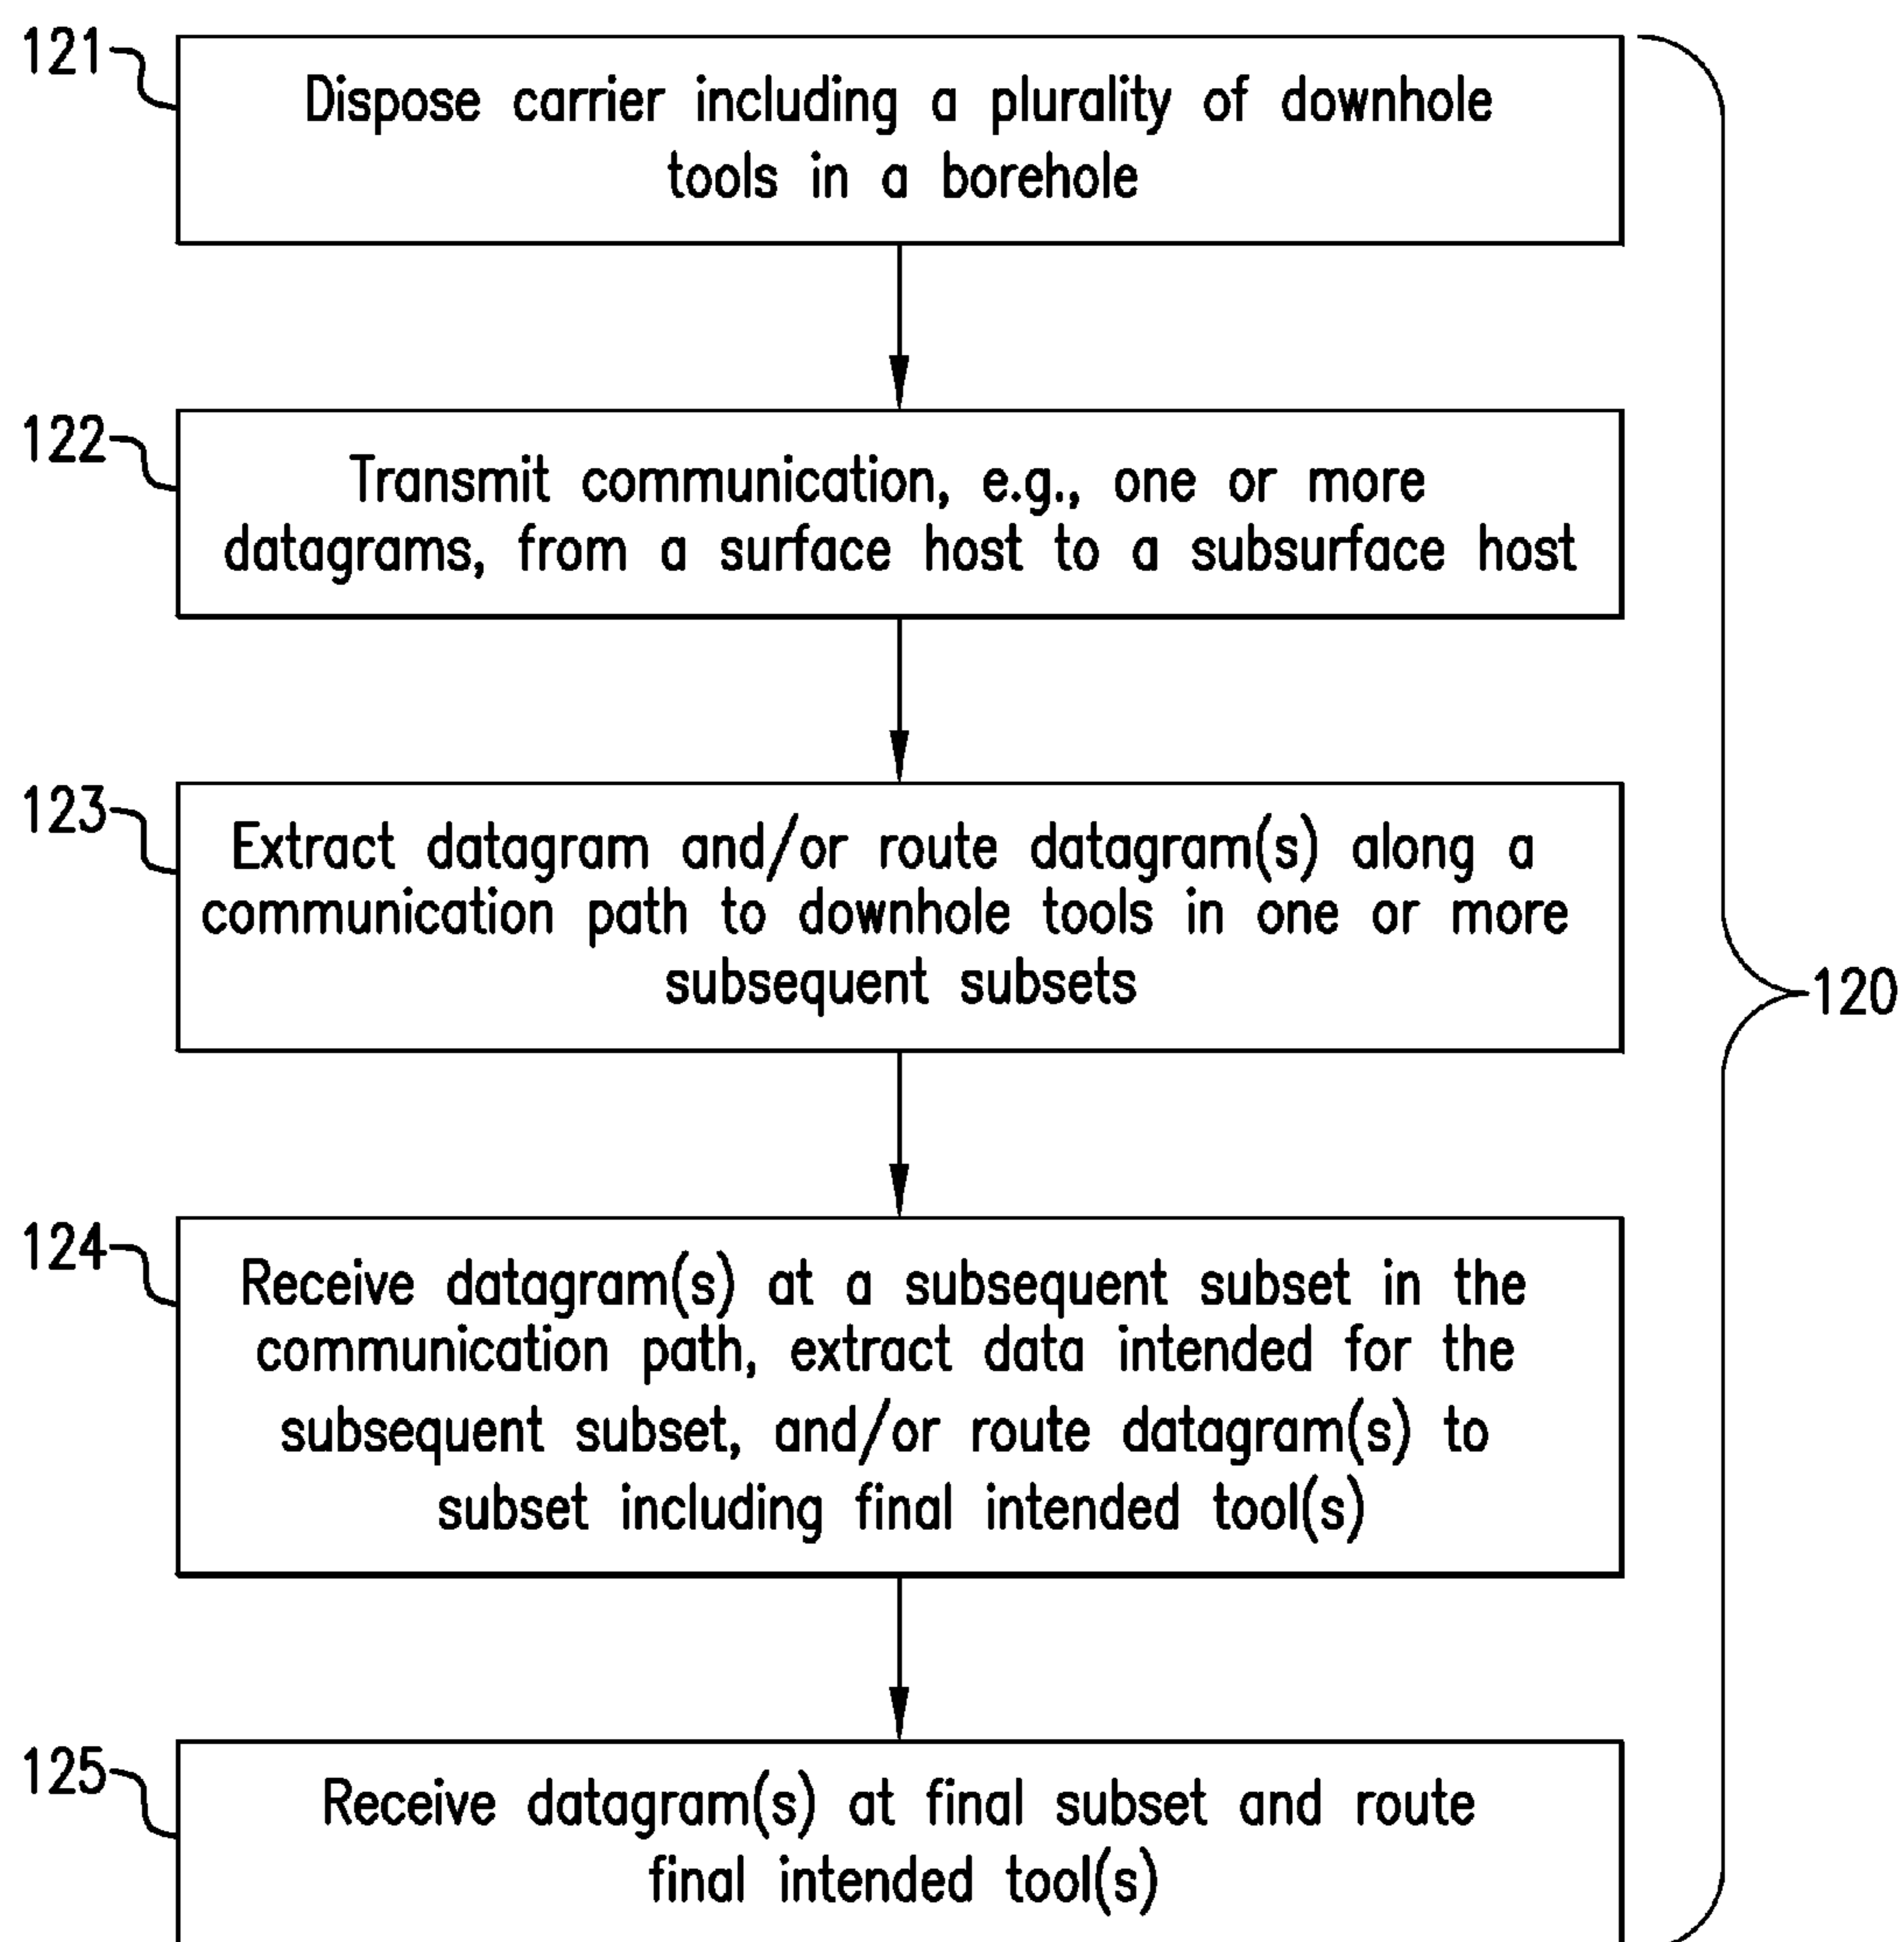 121
Dispose carrier including a plurality of downhole
tools in a borehole
122
Transmit communication, e.g., one or more
datagrams, from a surface host to a subsurface host
123
Extract datagram and/or route datagram(s) along a
communication path to downhole tools in one or more
subsequent subsets
120
124
Receive datagram(s) at a subsequent subset in the
communication path, extract data intended for the
subsequent subset, and/or route datagram(s) to
subset including final intended tool(s)
125
Receive datagram(s) at final subset and route
final intended tool(s)